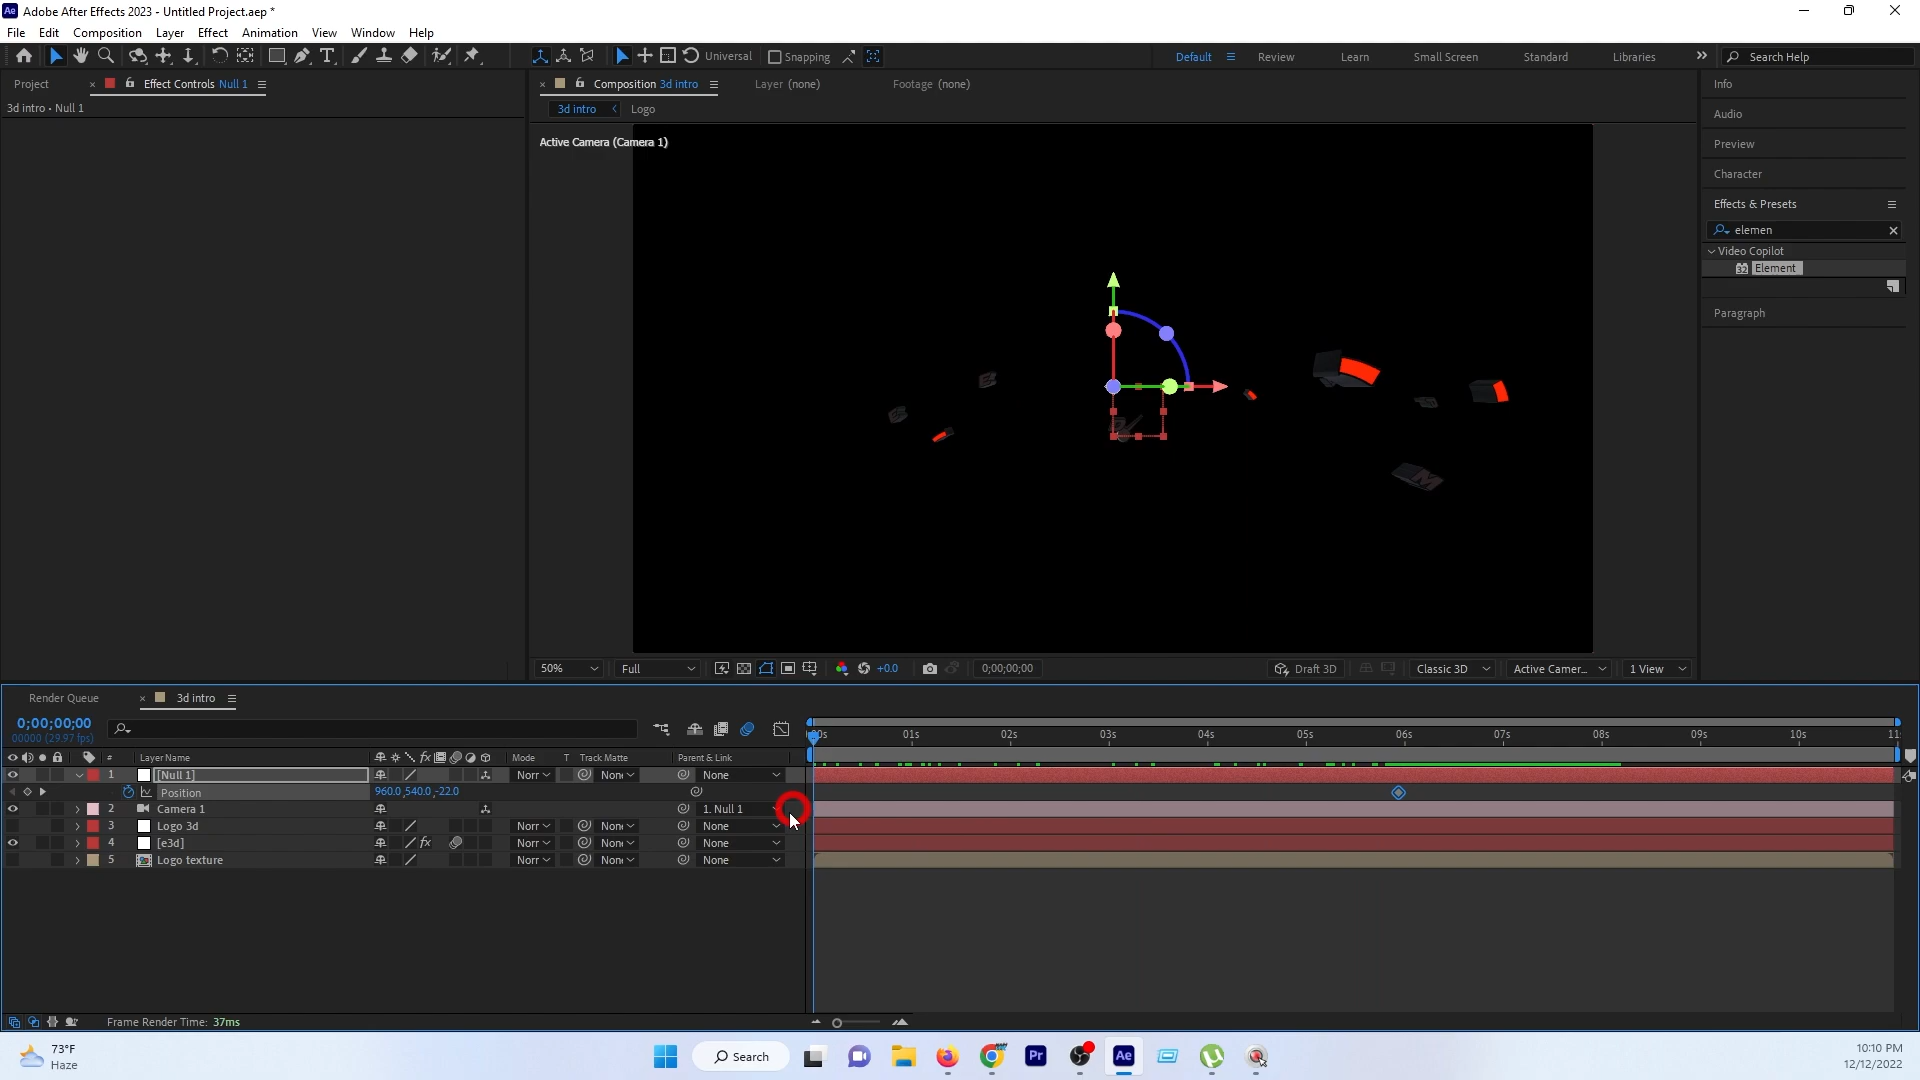 Ae Adobe After Effects 2023 - Untitled Project.aep *
File Edit Composition Layer Effect Animation View Window Help
Universal Snapping Default Review Learn Small Screen Standard Libraries Search Help
Project × Effect Controls Null 1
3d intro • Null 1
× Composition 3d intro Layer (none) Footage (none)
3d intro Logo
Active Camera (Camera 1)
Info
Audio
Preview
Character
Effects & Presets
elemen
Video Copilot
32 Element
Paragraph
50% Full +0.0 0;00;00;00 Draft 3D Classic 3D Active Camer... 1 View
Render Queue × 3d intro
0;00;00;00
00000 (29.97 fps)
:00s 01s 02s 03s 04s 05s 06s 07s 08s 09s 10s 11
# Layer Name fx Mode T Track Matte Parent & Link
1 [Null 1] Norr None None
Position 960.0,540.0,-22.0
2 Camera 1 1. Null 1
3 Logo 3d Norr None None
4 [e3d] fx Norr None None
5 Logo texture Norr None None
Frame Render Time: 37ms
73°F
Haze
Search
Pr
Ae
10:10 PM
12/12/2022